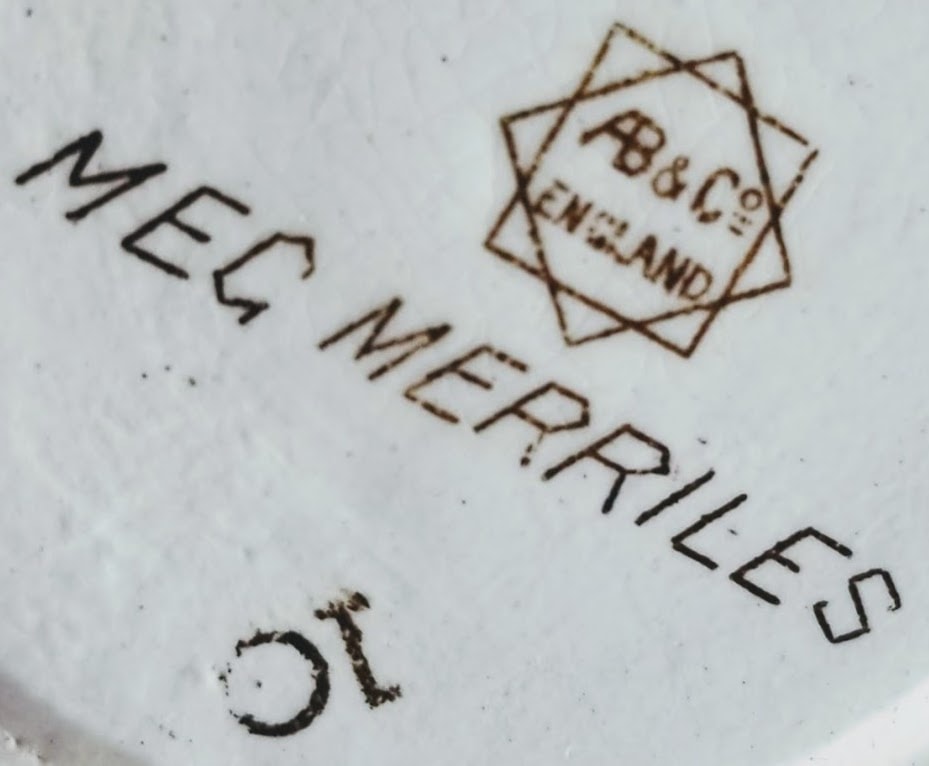 AB & Co
ENGLAND
MEG MERRILES
10